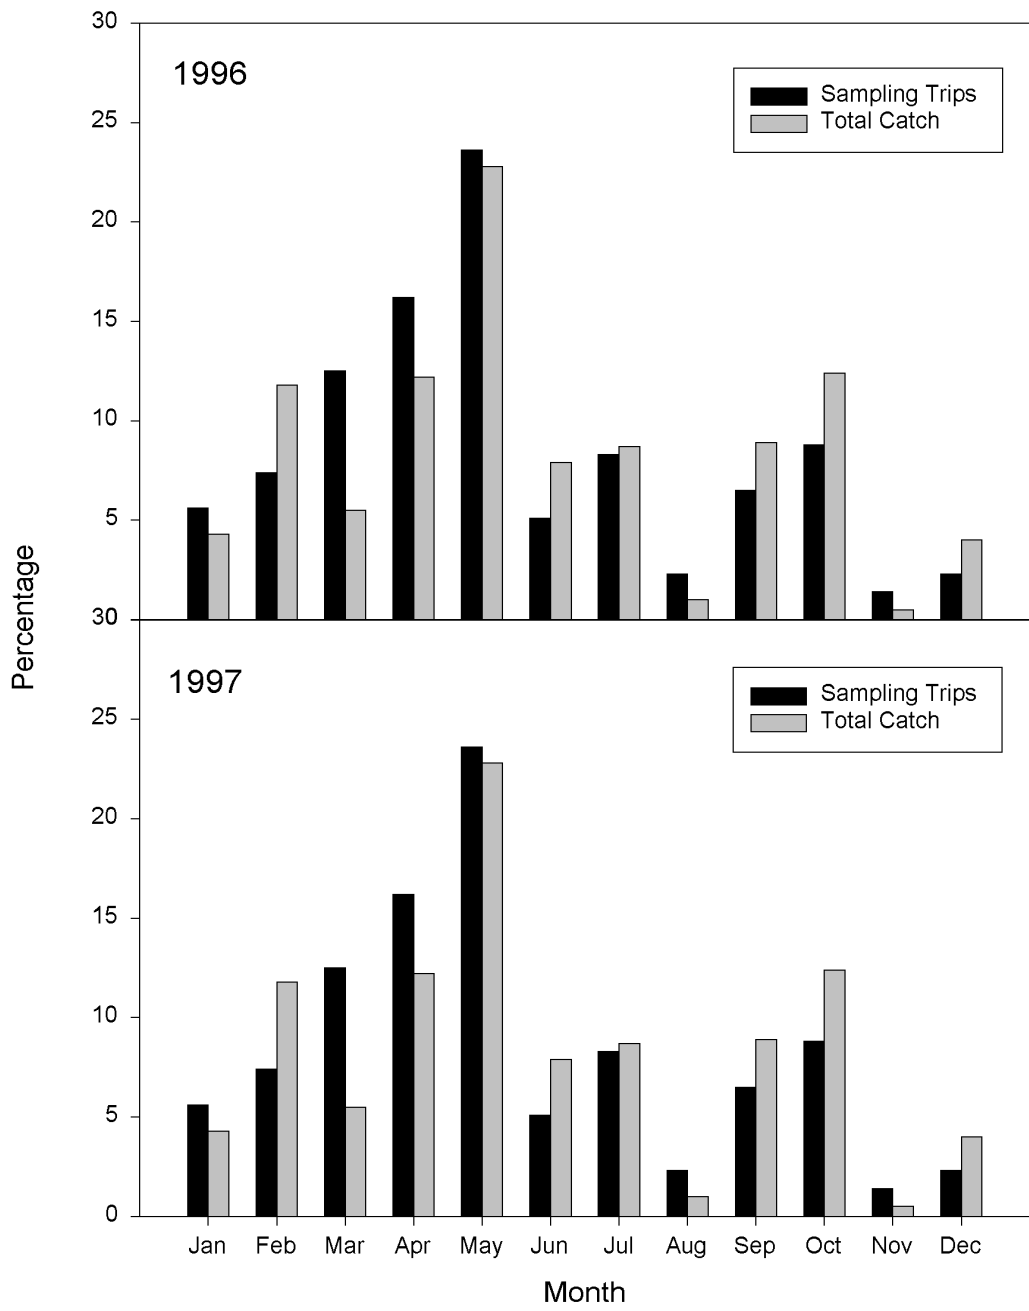 30
1996
Sampling Trips
Total Catch
25
20
15
10
5
Percentage
30
1997
Sampling Trips
Total Catch
25
20
15
10
5
0
Jan Feb Mar Apr May Jun Jul Aug Sep Oct Nov Dec
Month